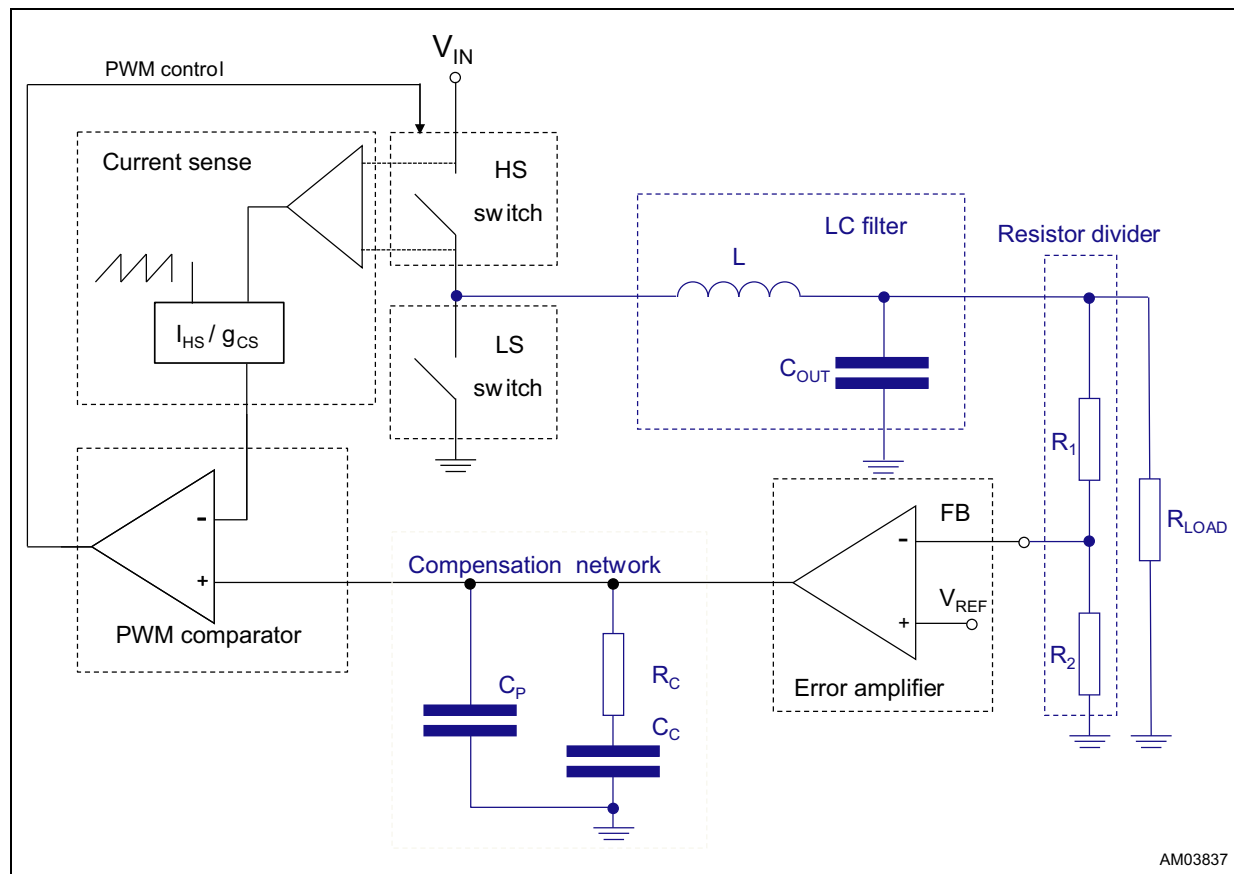 V_IN
PWM control
Current sense
HS
switch
LC filter
Resistor divider
L
I_HS / g_CS
LS
switch
C_OUT
R_1
R_LOAD
FB
-
-
Compensation network
V_REF
+
+
PWM comparator
R_C
R_2
C_P
Error amplifier
C_C
AM03837